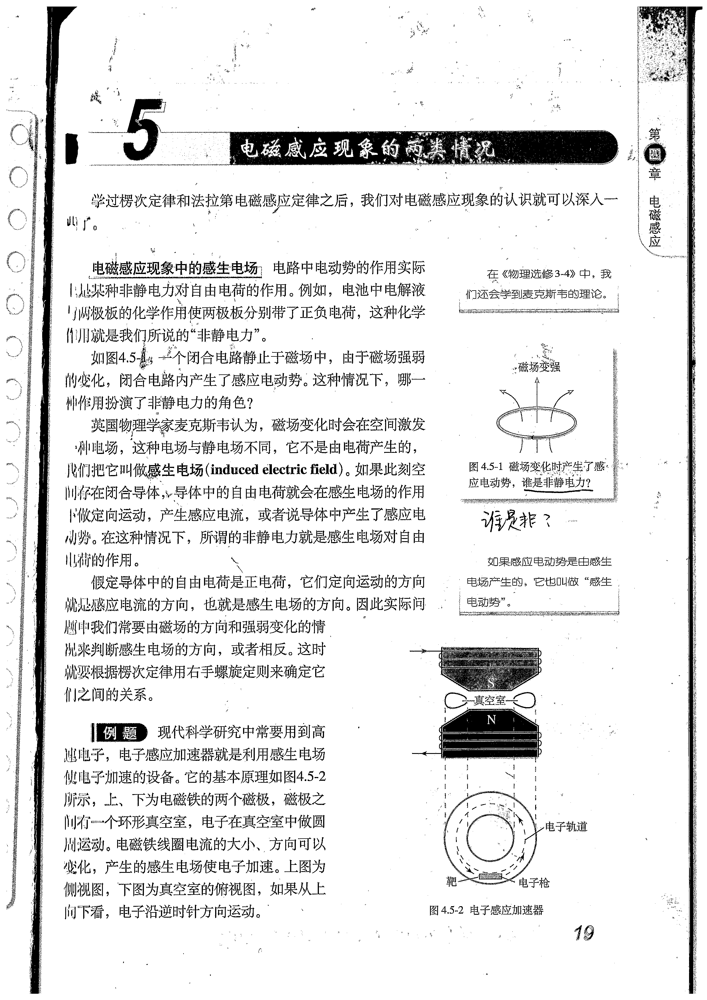 5
电磁感应现象的两类情况
第四章 电磁感应
学过楞次定律和法拉第电磁感应定律之后，我们对电磁感应现象的认识就可以深入一
些了。
电磁感应现象中的感生电场 电路中电动势的作用实际
上是某种非静电力对自由电荷的作用。例如，电池中电解液
与两极板的化学作用使两极板分别带了正负电荷，这种化学
作用就是我们所说的“非静电力”。
如图4.5-1，一个闭合电路静止于磁场中，由于磁场强弱
的变化，闭合电路内产生了感应电动势。这种情况下，哪一
种作用扮演了非静电力的角色？
英国物理学家麦克斯韦认为，磁场变化时会在空间激发
一种电场，这种电场与静电场不同，它不是由电荷产生的，
我们把它叫做感生电场(induced electric field)。如果此刻空
间存在闭合导体，导体中的自由电荷就会在感生电场的作用
下做定向运动，产生感应电流，或者说导体中产生了感应电
动势。在这种情况下，所谓的非静电力就是感生电场对自由
电荷的作用。
假定导体中的自由电荷是正电荷，它们定向运动的方向
就是感应电流的方向，也就是感生电场的方向。因此实际问
题中我们常要由磁场的方向和强弱变化的情
况来判断感生电场的方向，或者相反。这时
就要根据楞次定律用右手螺旋定则来确定它
们之间的关系。
例题 现代科学研究中常要用到高
速电子，电子感应加速器就是利用感生电场
使电子加速的设备。它的基本原理如图4.5-2
所示，上、下为电磁铁的两个磁极，磁极之
间有一个环形真空室，电子在真空室中做圆
周运动。电磁铁线圈电流的大小、方向可以
变化，产生的感生电场使电子加速。上图为
侧视图，下图为真空室的俯视图，如果从上
向下看，电子沿逆时针方向运动。
在《物理选修3-4》中，我
们还会学到麦克斯韦的理论。
磁场变强
图 4.5-1 磁场变化时产生了感
应电动势，谁是非静电力？
谁是非？
如果感应电动势是由感生
电场产生的，它也叫做“感生
电动势”。
S
真空室
N
电子轨道
靶
电子枪
图 4.5-2 电子感应加速器
19